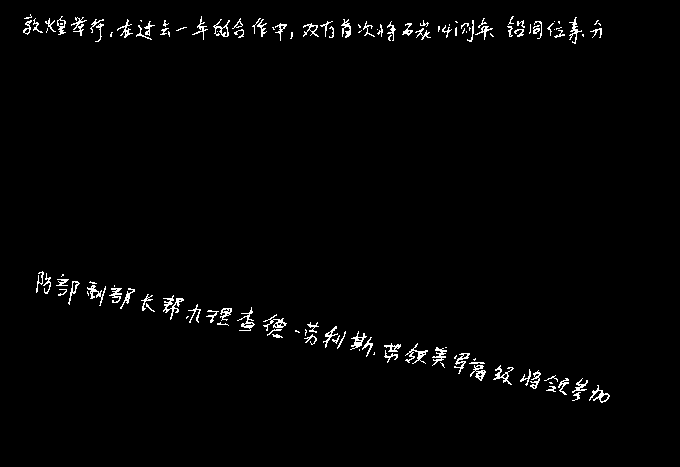 敦煌举行,在过去一年的合作中,双方首次将碳14测年 铅同位素分
防部副部长帮办理查德-劳利斯,带领美军高级将领参加